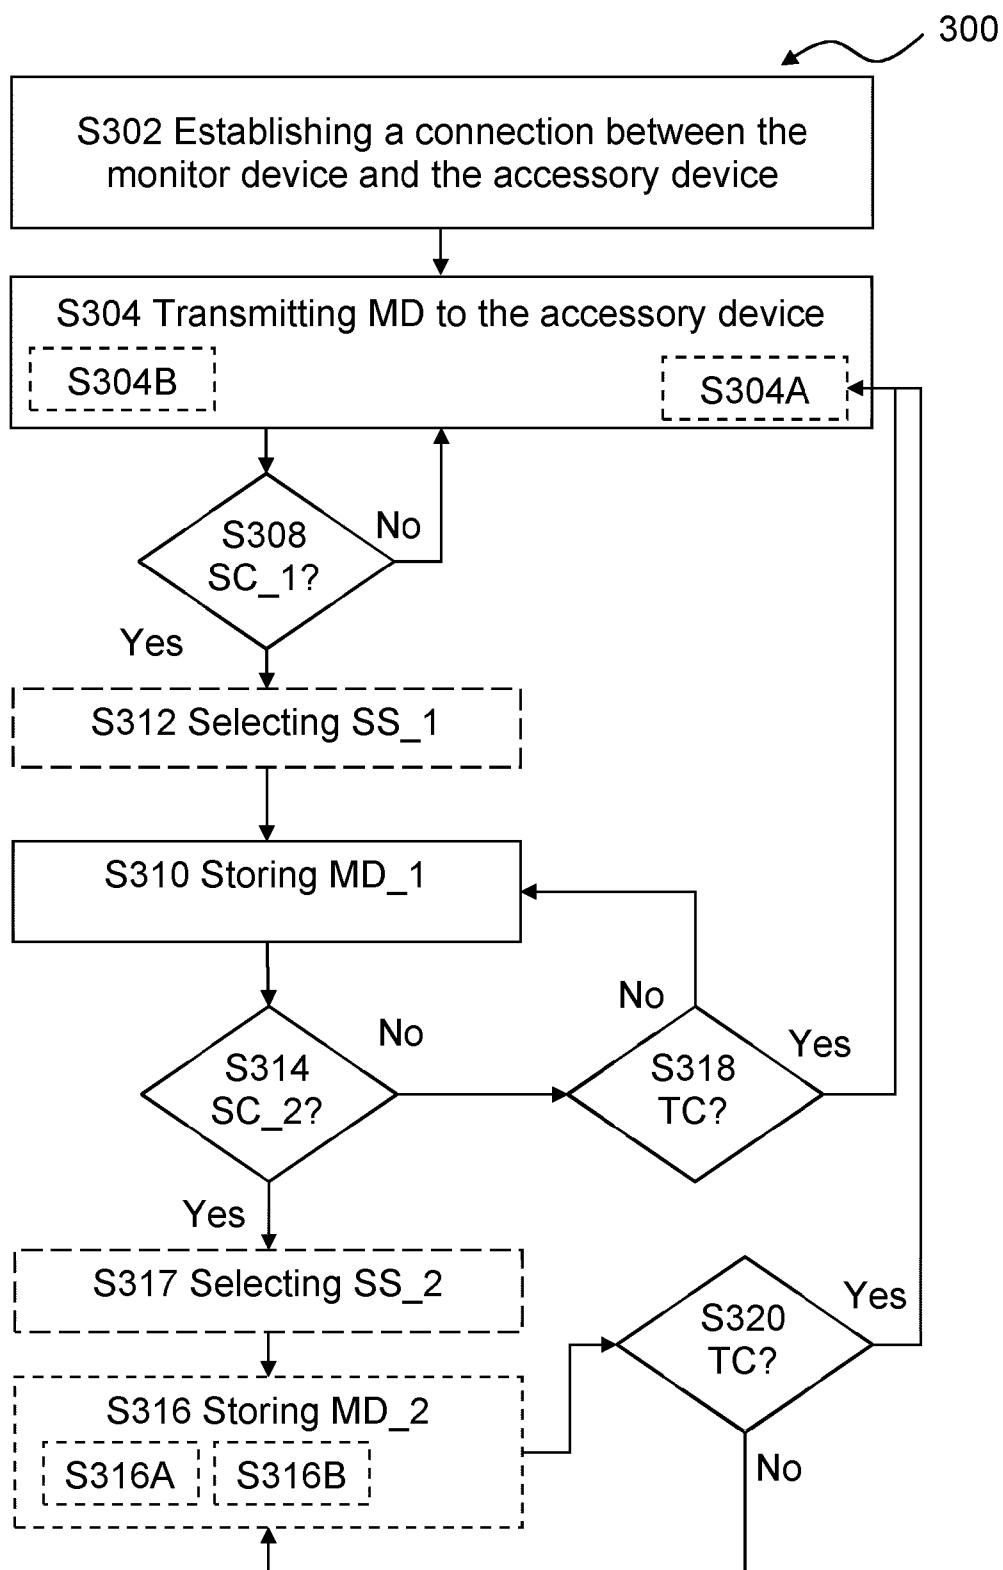 300
S302 Establishing a connection between the
monitor device and the accessory device
S304 Transmitting MD to the accessory device
S304B
S304A
S308
SC_1?
No
Yes
S312 Selecting SS_1
S310 Storing MD_1
S314
SC_2?
No
S318
TC?
No
Yes
Yes
S317 Selecting SS_2
S320
TC?
Yes
S316 Storing MD_2
S316A
S316B
No